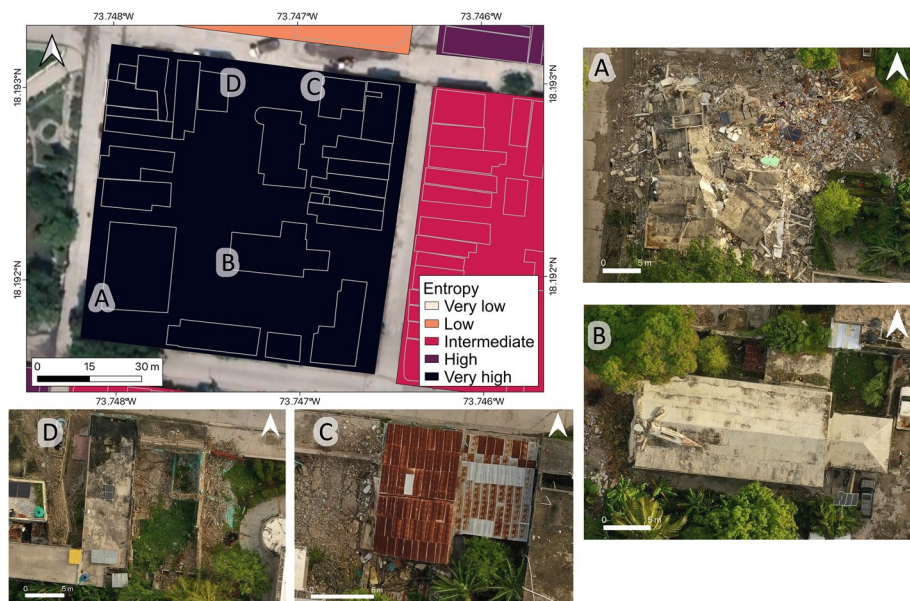 73.748°W
73.747°W
73.746°W
18.193°N
18.193°N
D
C
B
A
18.192°N
18.192°N
Entropy
Very low
Low
Intermediate
High
Very high
0
15
30 m
73.748°W
73.747°W
73.746°W
A
0
5 m
B
0
5 m
D
0
5 m
C
0
5 m